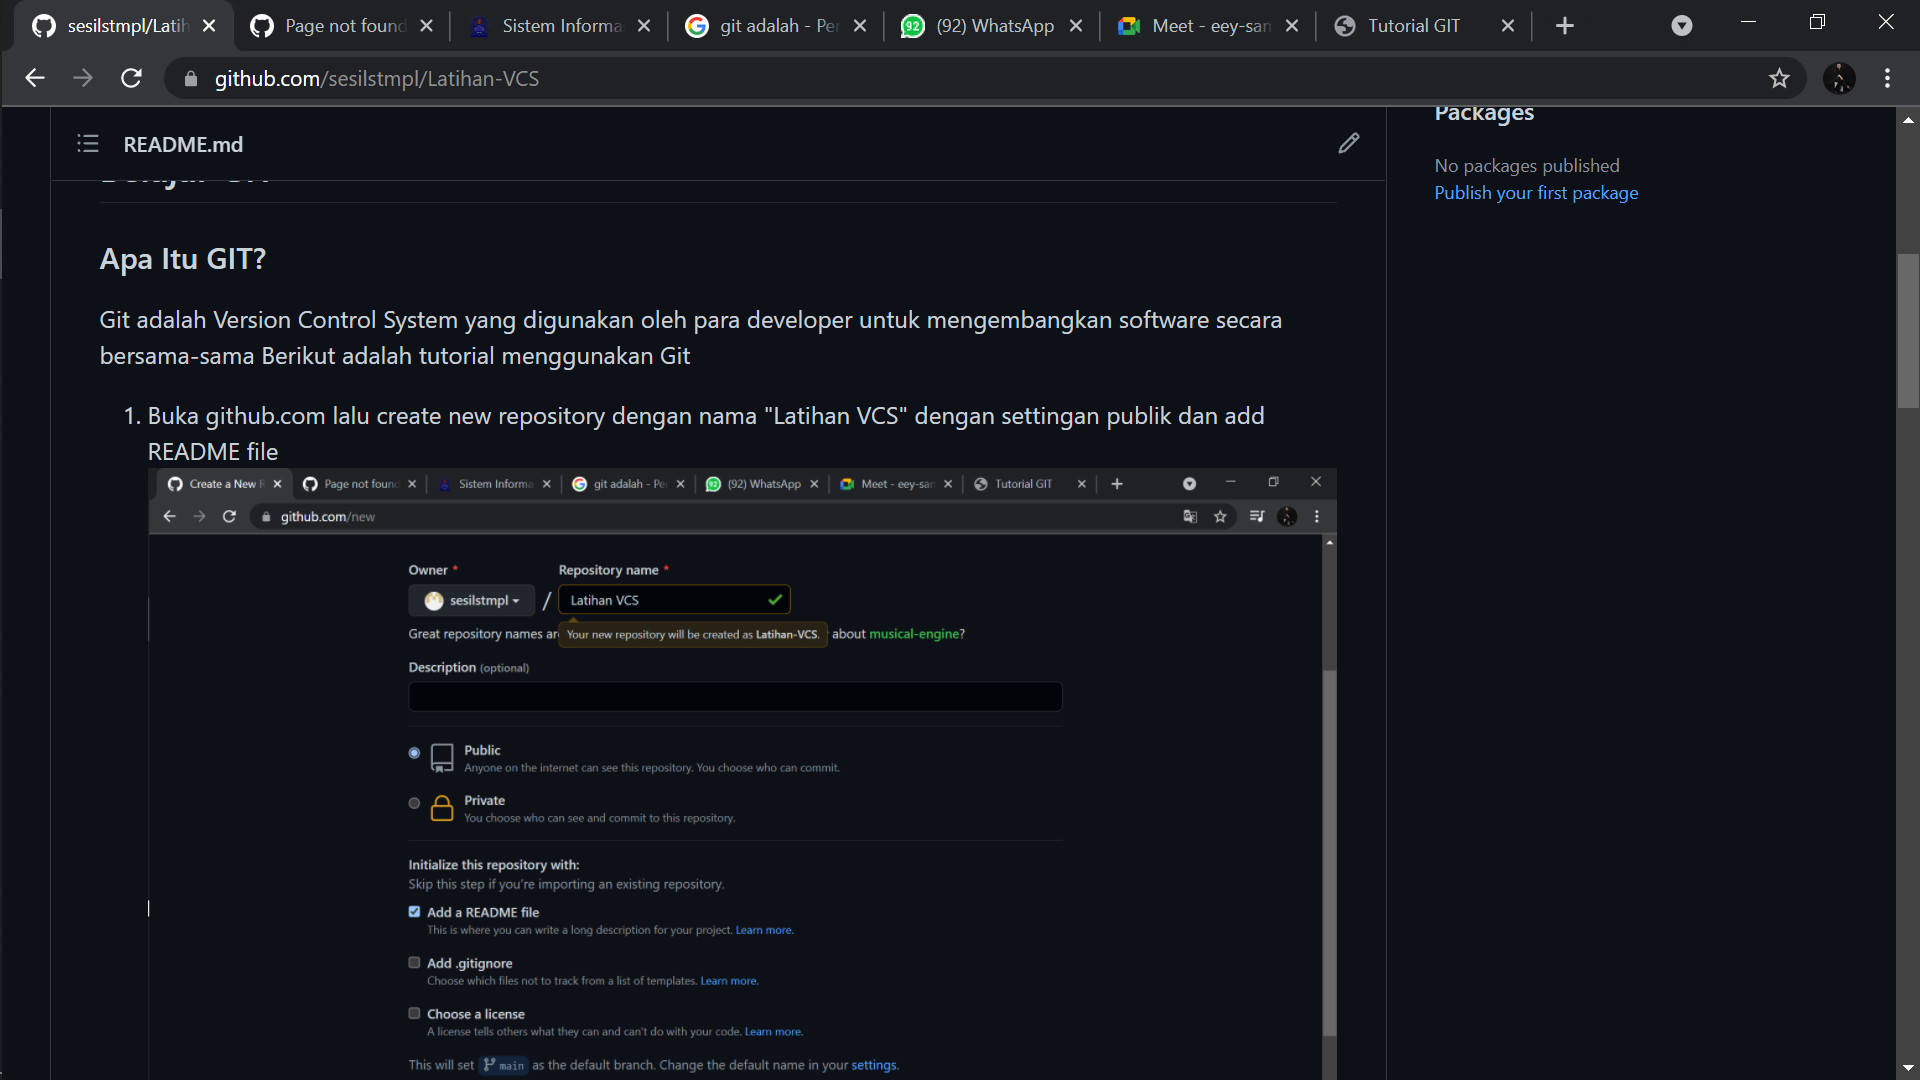 sesilstmpl/Latih
Page not found
Sistem Informa
git adalah - Pe
(92) WhatsApp
Meet - eey-san
Tutorial GIT
github.com/sesilstmpl/Latihan-VCS
README.md
Packages
No packages published
Publish your first package
Apa Itu GIT?
Git adalah Version Control System yang digunakan oleh para developer untuk mengembangkan software secara
bersama-sama Berikut adalah tutorial menggunakan Git
1. Buka github.com lalu create new repository dengan nama "Latihan VCS" dengan settingan publik dan add
README file
Create a New R
Page not found
Sistem Informa
git adalah - Pe
(92) WhatsApp
Meet - eey-san
Tutorial GIT
github.com/new
Owner *
Repository name *
sesilstmpl
/
Latihan VCS
Great repository names are
Your new repository will be created as Latihan-VCS.
about musical-engine?
Description (optional)
Public
Anyone on the internet can see this repository. You choose who can commit.
Private
You choose who can see and commit to this repository.
Initialize this repository with:
Skip this step if you're importing an existing repository.
Add a README file
This is where you can write a long description for your project. Learn more.
Add .gitignore
Choose which files not to track from a list of templates. Learn more.
Choose a license
A license tells others what they can and can't do with your code. Learn more.
This will set main as the default branch. Change the default name in your settings.